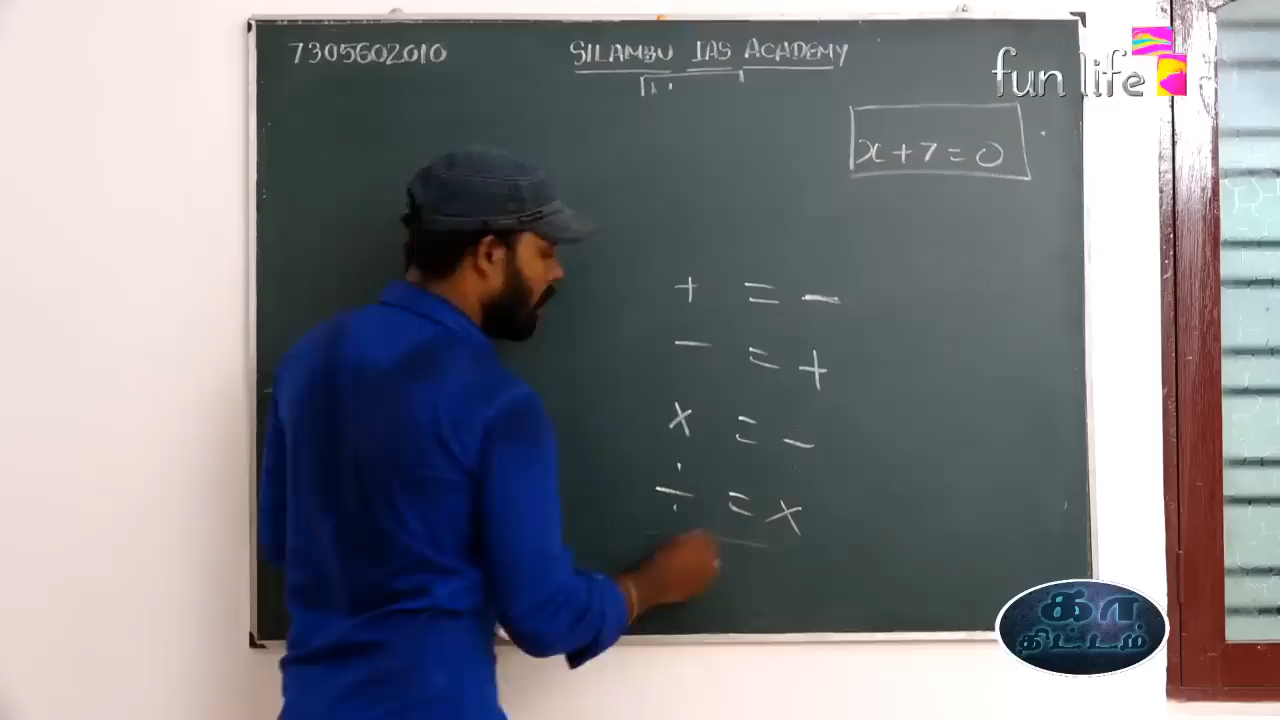 7305602010
SILAMBU IAS ACADEMY
fun life
x + 7 = 0
+ = -
- = +
x = -
÷ = x
கா
திட்டம்